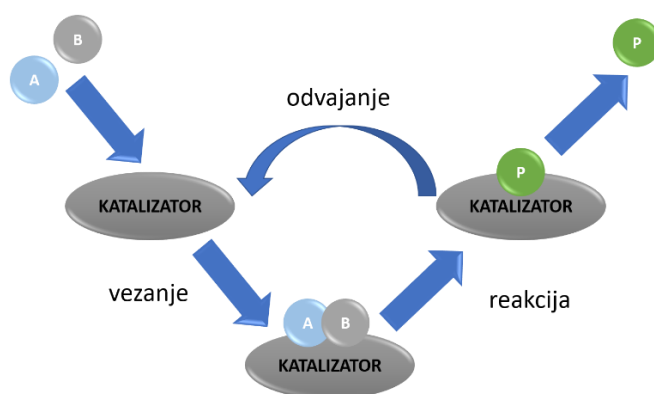 B
A
P
odvajanje
P
KATALIZATOR
KATALIZATOR
vezanje
reakcija
A
B
KATALIZATOR